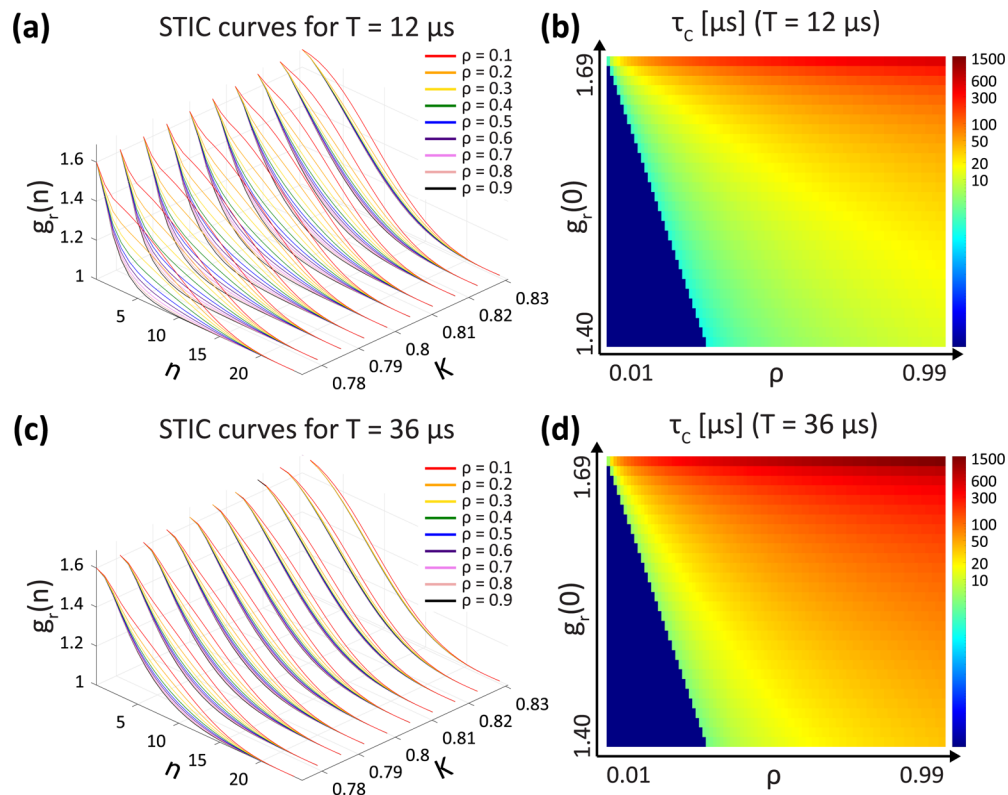 (a)
STIC curves for T = 12 μs
ρ = 0.1
ρ = 0.2
ρ = 0.3
ρ = 0.4
ρ = 0.5
ρ = 0.6
ρ = 0.7
ρ = 0.8
ρ = 0.9
gr(n)
1.6
1.4
1.2
1
5
10
15
20
n
0.78
0.79
0.8
0.81
0.82
0.83
K
(b)
τc [μs] (T = 12 μs)
1.69
gr(0)
1.40
0.01
ρ
0.99
1500
600
300
100
50
20
10
(c)
STIC curves for T = 36 μs
ρ = 0.1
ρ = 0.2
ρ = 0.3
ρ = 0.4
ρ = 0.5
ρ = 0.6
ρ = 0.7
ρ = 0.8
ρ = 0.9
gr(n)
1.6
1.4
1.2
1
5
10
15
20
n
0.78
0.79
0.8
0.81
0.82
0.83
K
(d)
τc [μs] (T = 36 μs)
1.69
gr(0)
1.40
0.01
ρ
0.99
1500
600
300
100
50
20
10